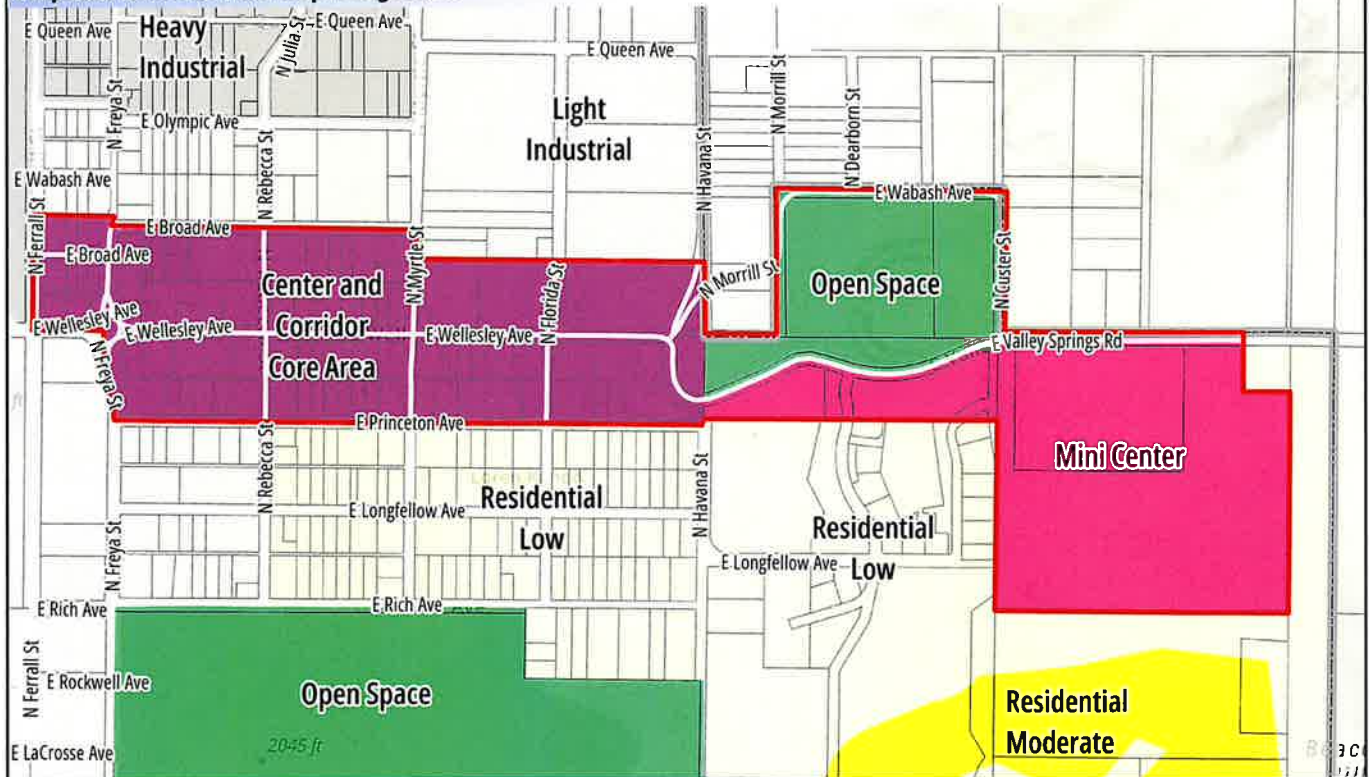 E Queen Ave
Heavy
Industrial
N Julia St
E Queen Ave
E Queen Ave
N Freya St
E Olympic Ave
Light
Industrial
N Morrill St
N Dearborn St
N Havana St
N Rebecca St
E Wabash Ave
E Wabash Ave
N Ferrall St
E Broad Ave
E Broad Ave
N Myrtle St
N Florida St
N Morrill St
Open Space
N Custer St
Center and
Corridor
Core Area
E Wellesley Ave
E Wellesley Ave
E Wellesley Ave
E Valley Springs Rd
N Freya St
E Princeton Ave
Mini Center
N Rebecca St
N Havana St
Residential
Low
E Longfellow Ave
Residential
Low
E Longfellow Ave
N Freya St
E Rich Ave
E Rich Ave
N Ferrall St
E Rockwell Ave
Open Space
Residential
Moderate
2045 ft
E LaCrosse Ave